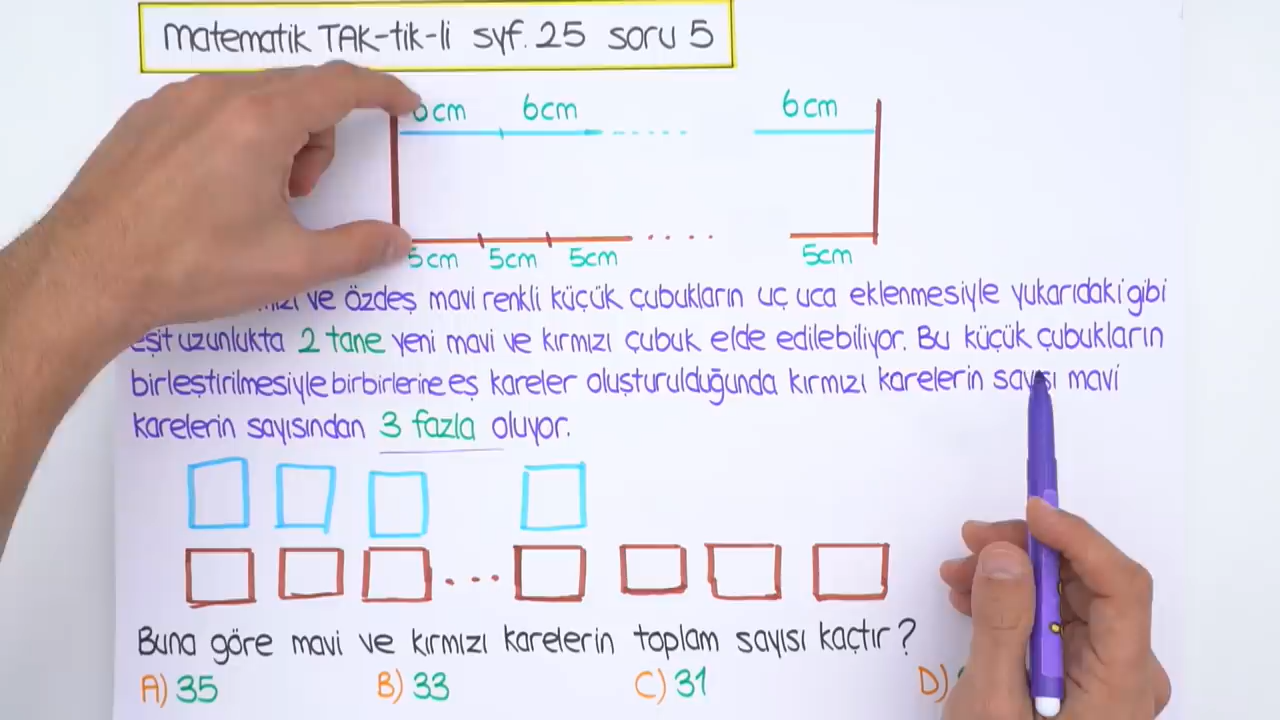 matematik TAK-tik-li syf. 25 soru 5
6cm 6cm 6cm
5cm 5cm 5cm 5cm
ve özdeş mavi renkli küçük çubukların uç uca eklenmesiyle yukarıdaki gibi
eşit uzunlukta 2 tane yeni mavi ve kırmızı çubuk elde edilebiliyor. Bu küçük çubukların
birleştirilmesiyle birbirlerine eş kareler oluşturulduğunda kırmızı karelerin sayısı mavi
karelerin sayısından 3 fazla oluyor.
Buna göre mavi ve kırmızı karelerin toplam sayısı kaçtır?
A) 35 B) 33 C) 31 D)